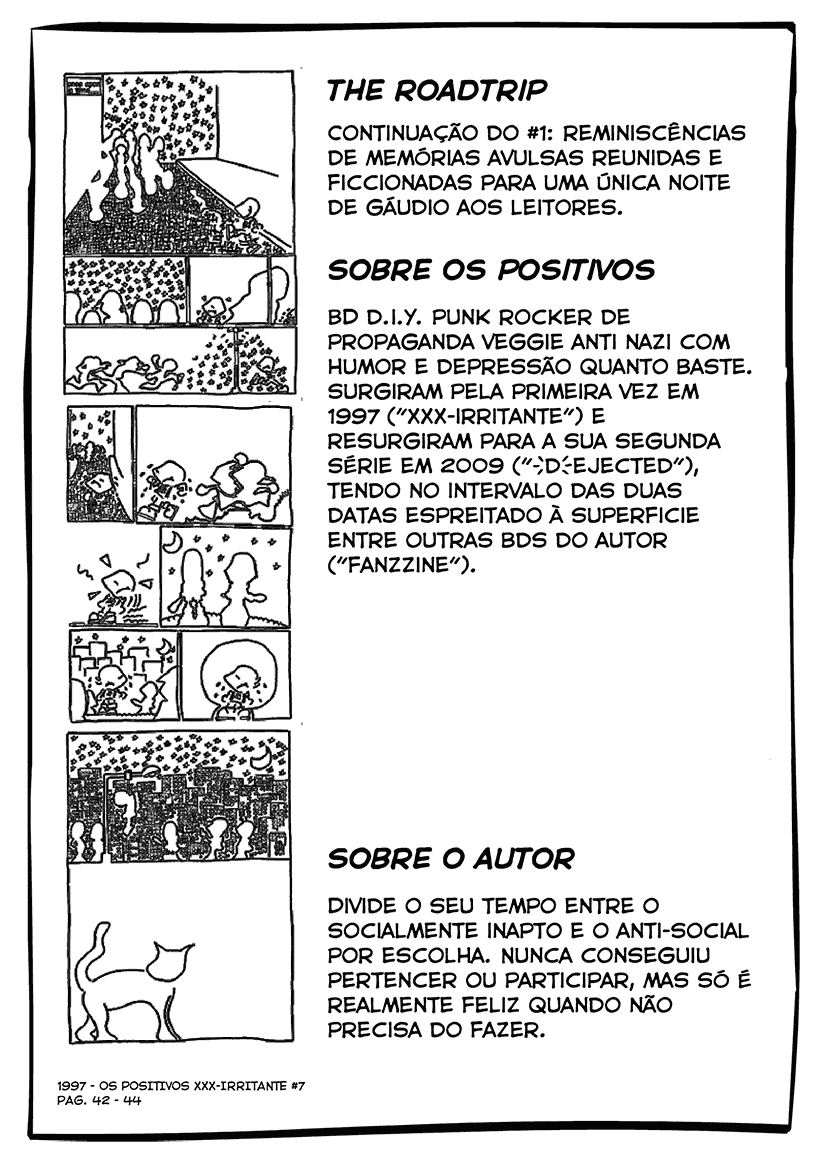 once upon
a time...
THE ROADTRIP
CONTINUAÇÃO DO #1: REMINISCÊNCIAS
DE MEMÓRIAS AVULSAS REUNIDAS E
FICCIONADAS PARA UMA ÚNICA NOITE
DE GÁUDIO AOS LEITORES.
SOBRE OS POSITIVOS
BD D.I.Y. PUNK ROCKER DE
PROPAGANDA VEGGIE ANTI NAZI COM
HUMOR E DEPRESSÃO QUANTO BASTE.
SURGIRAM PELA PRIMEIRA VEZ EM
1997 ("XXX-IRRITANTE") E
RESURGIRAM PARA A SUA SEGUNDA
SÉRIE EM 2009 ("-:D:-EJECTED"),
TENDO NO INTERVALO DAS DUAS
DATAS ESPREITADO À SUPERFICIE
ENTRE OUTRAS BDS DO AUTOR
("FANZZINE").
SOBRE O AUTOR
DIVIDE O SEU TEMPO ENTRE O
SOCIALMENTE INAPTO E O ANTI-SOCIAL
POR ESCOLHA. NUNCA CONSEGUIU
PERTENCER OU PARTICIPAR, MAS SÓ É
REALMENTE FELIZ QUANDO NÃO
PRECISA DO FAZER.
1997 - OS POSITIVOS XXX-IRRITANTE #7
PAG. 42 - 44